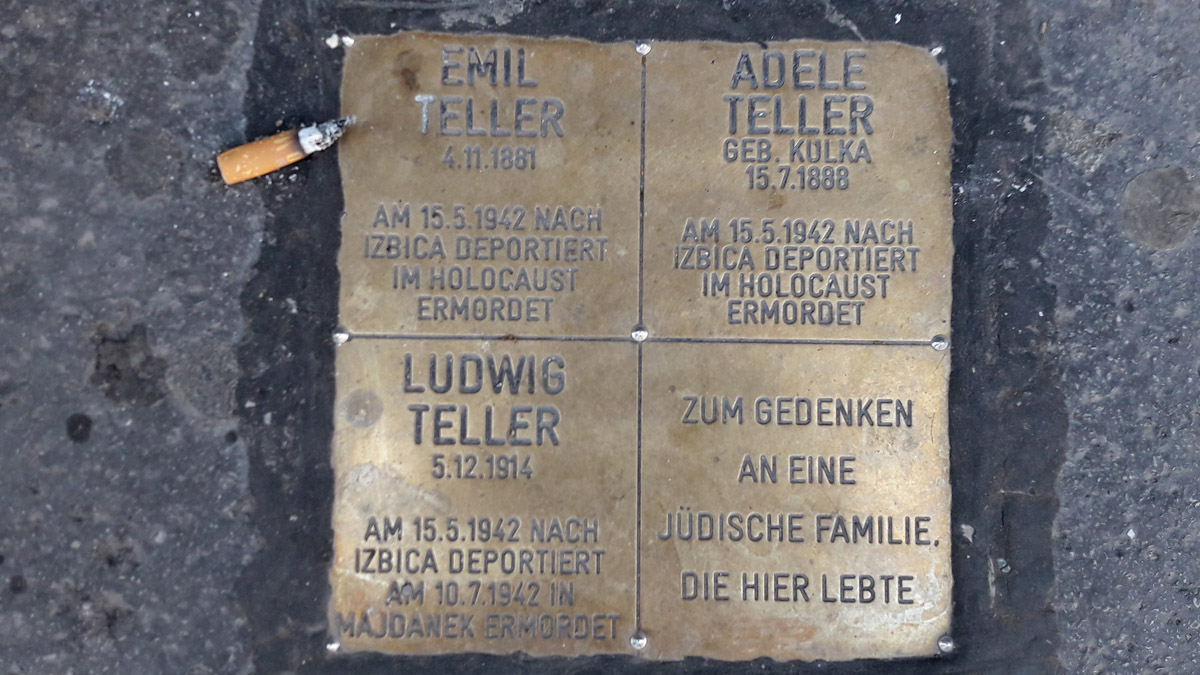 EMIL
TELLER
4.11.1881
AM 15.5.1942 NACH
IZBICA DEPORTIERT
IM HOLOCAUST
ERMORDET
ADELE
TELLER
GEB. KULKA
15.7.1888
AM 15.5.1942 NACH
IZBICA DEPORTIERT
IM HOLOCAUST
ERMORDET
LUDWIG
TELLER
5.12.1914
AM 15.5.1942 NACH
IZBICA DEPORTIERT
AM 10.7.1942 IN
MAJDANEK ERMORDET
ZUM GEDENKEN
AN EINE
JÜDISCHE FAMILIE,
DIE HIER LEBTE